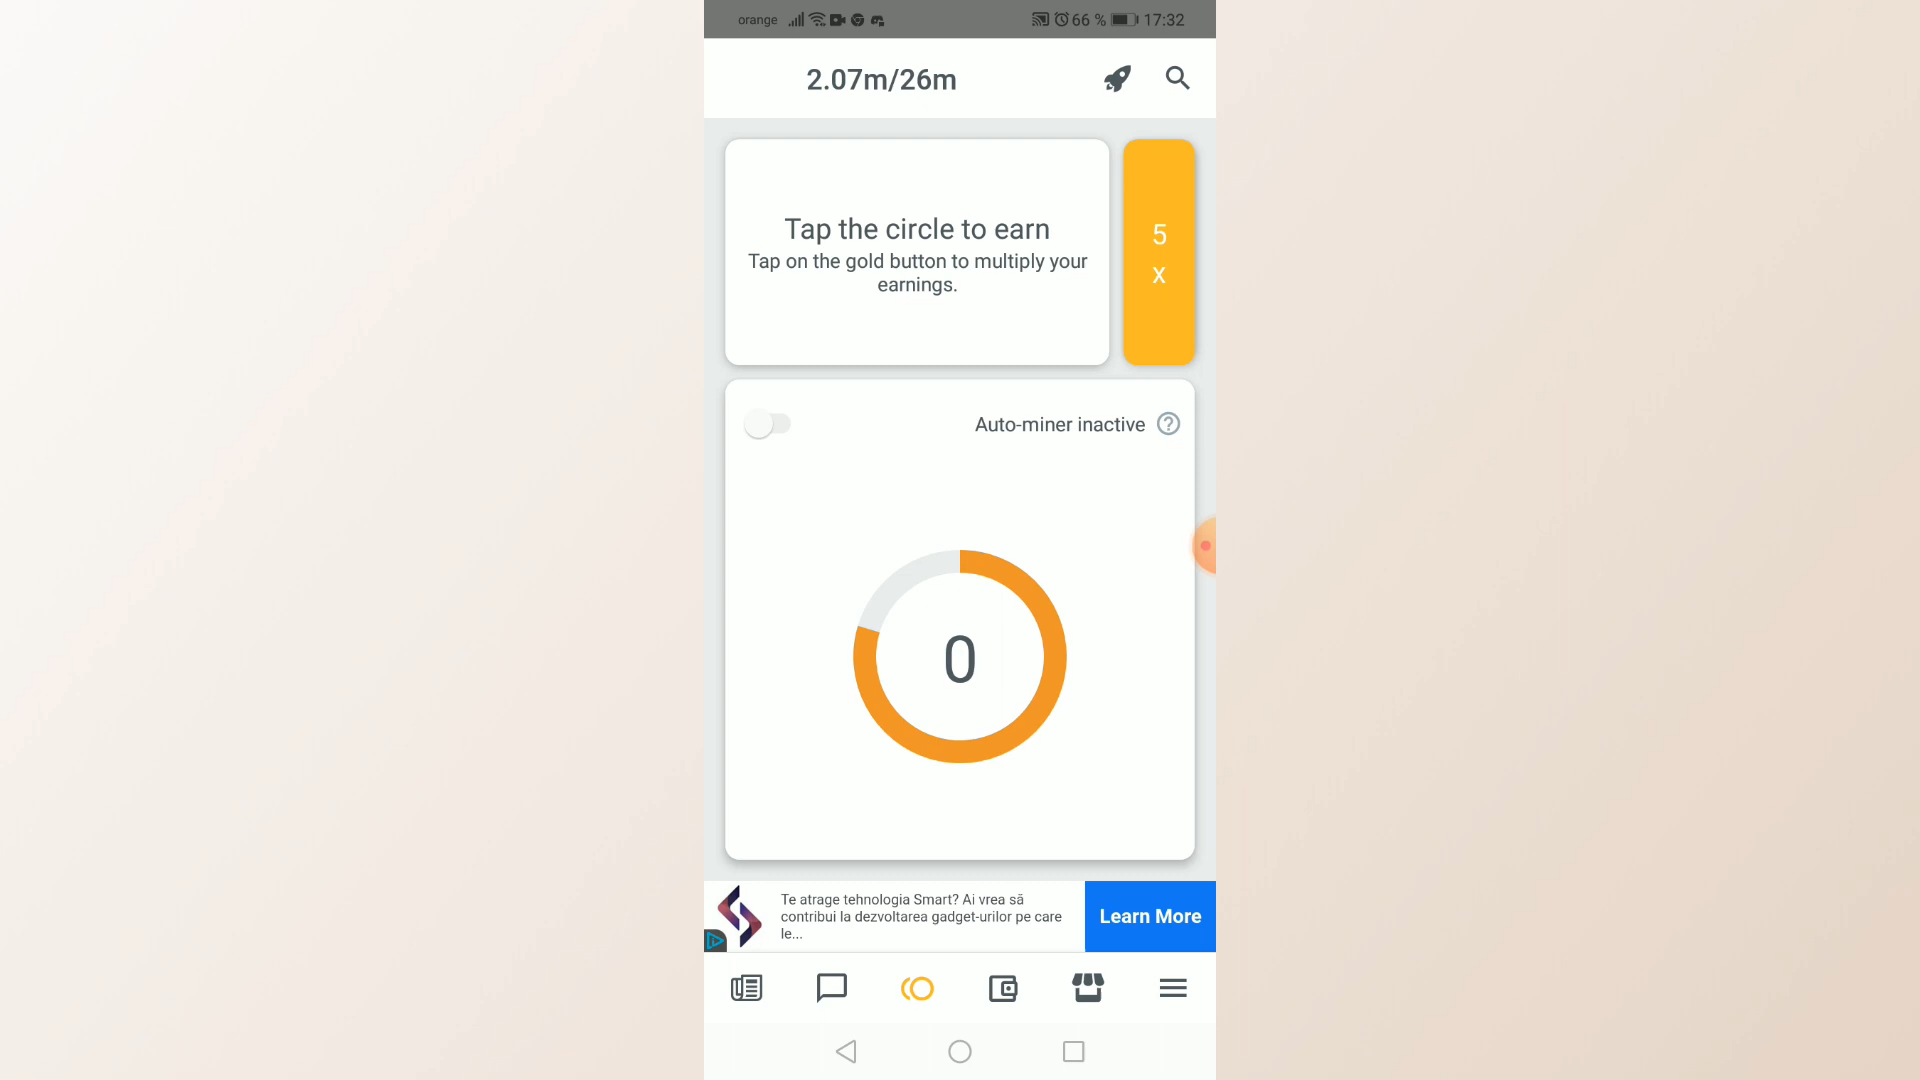 orange 66 % 17:32
2.07m/26m
Tap the circle to earn
Tap on the gold button to multiply your
earnings.
5
x
Auto-miner inactive ?
0
Te atrage tehnologia Smart? Ai vrea să
contribui la dezvoltarea gadget-urilor pe care
le...
Learn More